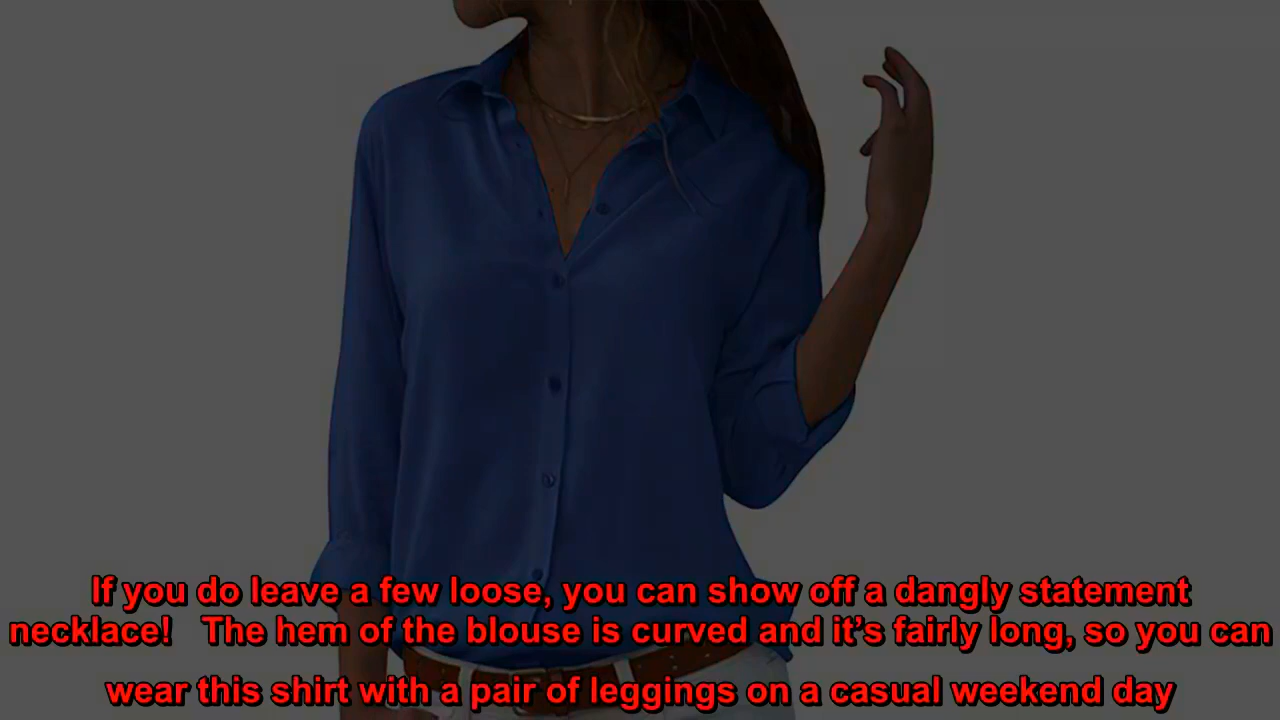 If you do leave a few loose, you can show off a dangly statement
necklace!   The hem of the blouse is curved and it’s fairly long, so you can
wear this shirt with a pair of leggings on a casual weekend day